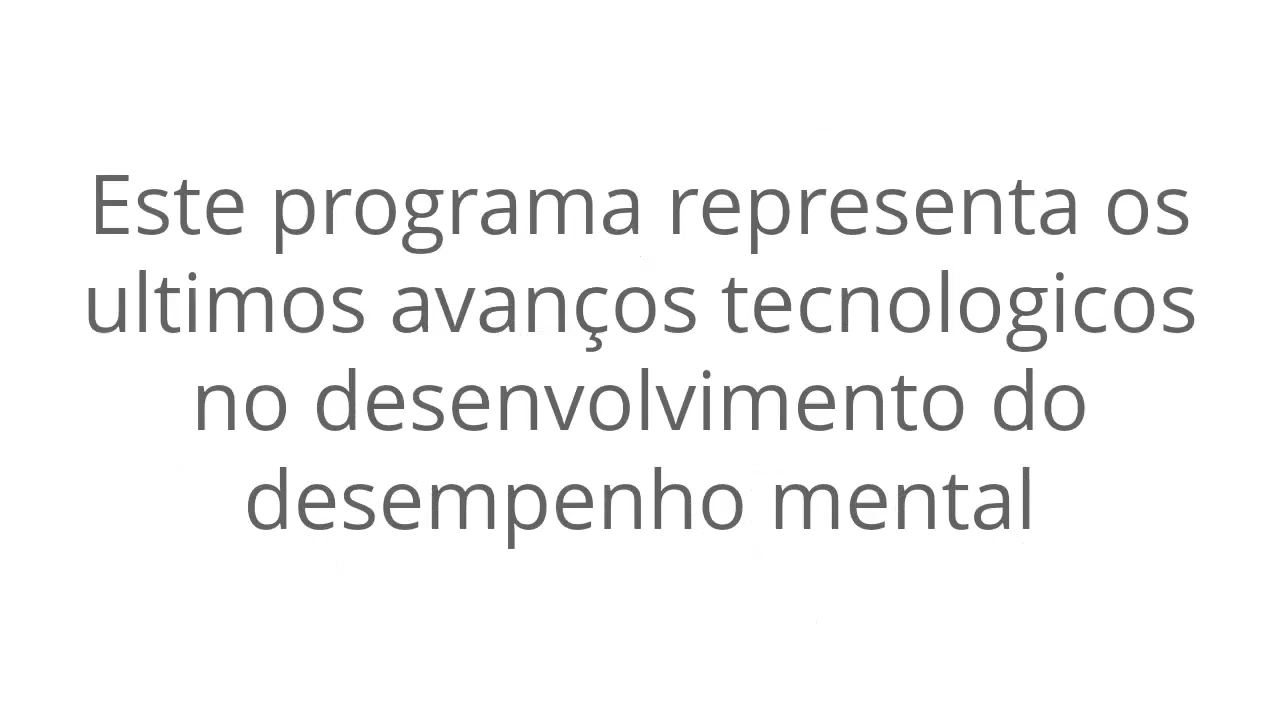 Este programa representa os
ultimos avanços tecnologicos
no desenvolvimento do
desempenho mental